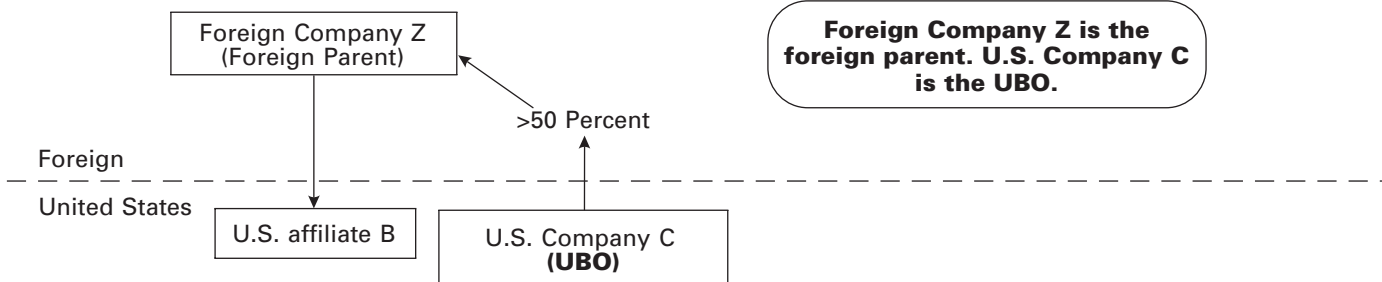 Foreign Company Z
(Foreign Parent)
Foreign Company Z is the
foreign parent. U.S. Company C
is the UBO.
>50 Percent
Foreign
United States
U.S. affiliate B
U.S. Company C
(UBO)